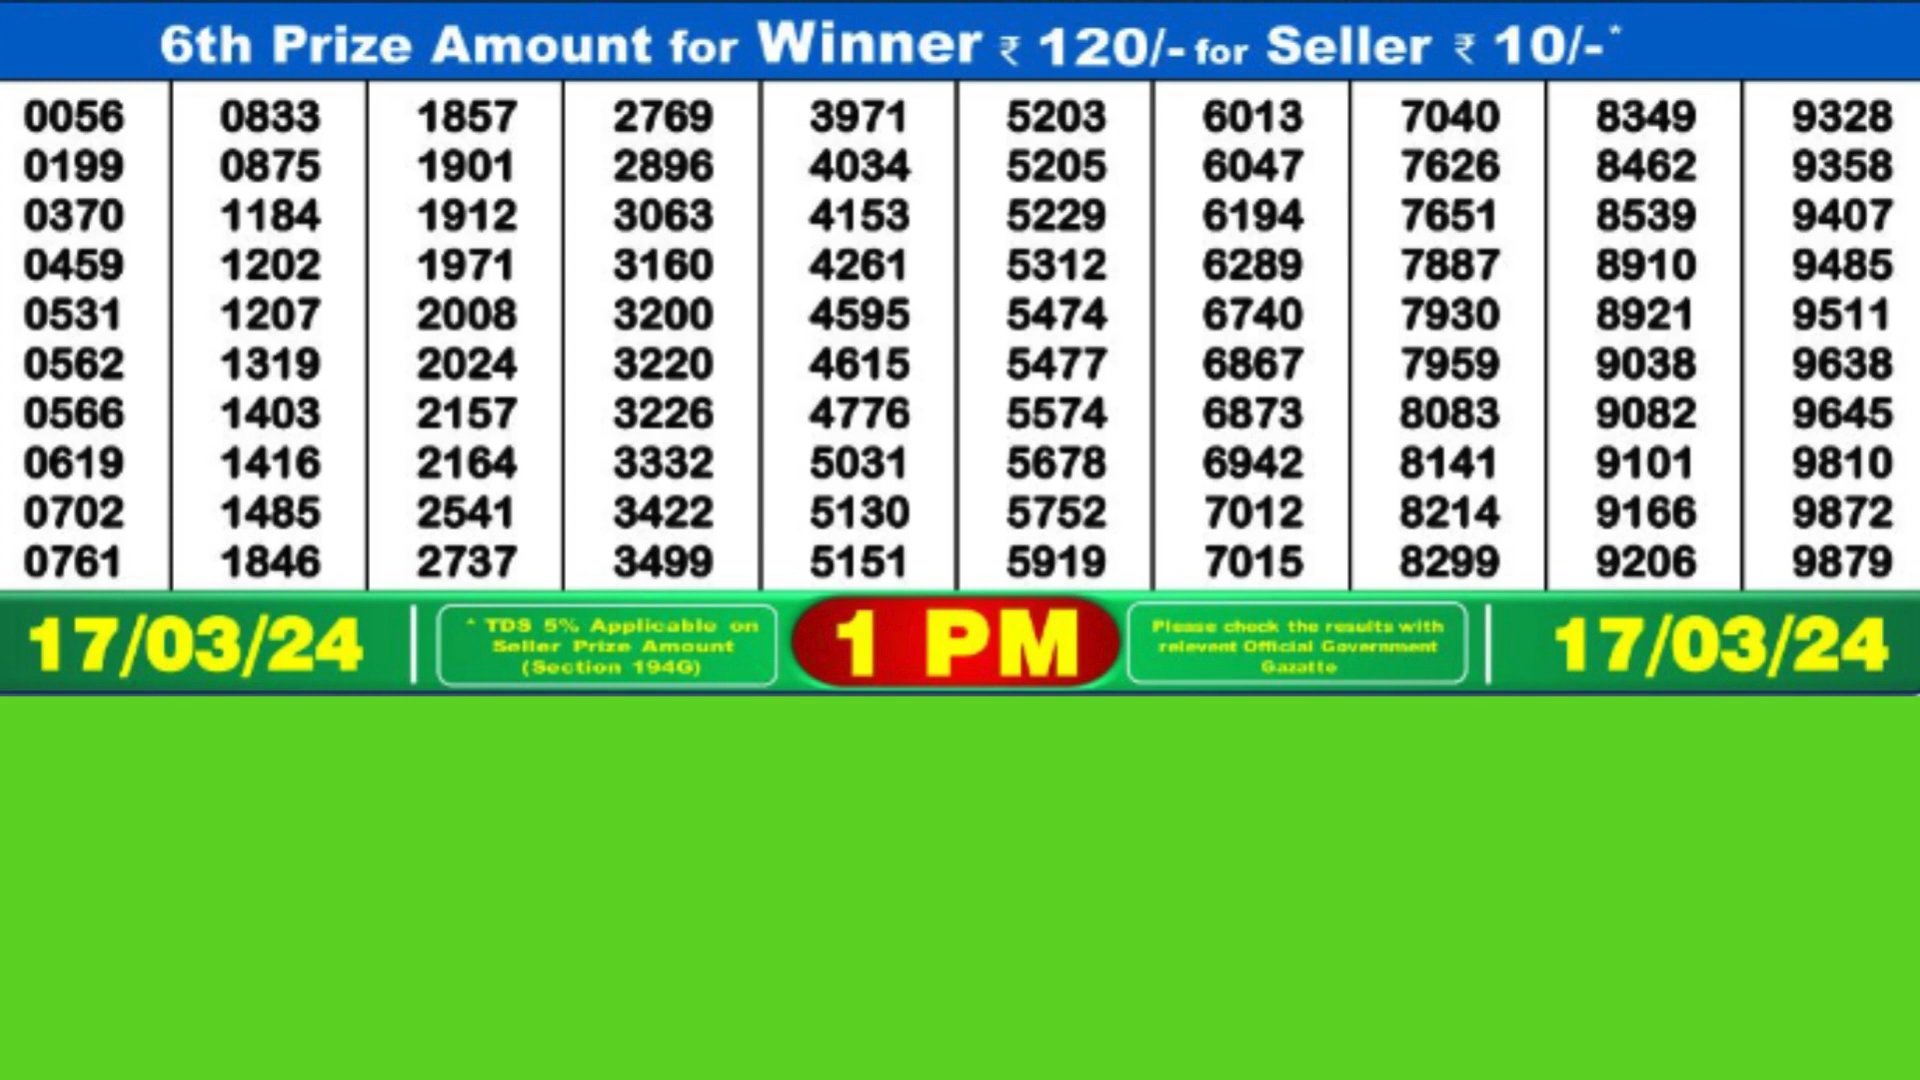 6th Prize Amount for Winner ₹ 120/- for Seller ₹ 10/-*
0056 0833 1857 2769 3971 5203 6013 7040 8349 9328
0199 0875 1901 2896 4034 5205 6047 7626 8462 9358
0370 1184 1912 3063 4153 5229 6194 7651 8539 9407
0459 1202 1971 3160 4261 5312 6289 7887 8910 9485
0531 1207 2008 3200 4595 5474 6740 7930 8921 9511
0562 1319 2024 3220 4615 5477 6867 7959 9038 9638
0566 1403 2157 3226 4776 5574 6873 8083 9082 9645
0619 1416 2164 3332 5031 5678 6942 8141 9101 9810
0702 1485 2541 3422 5130 5752 7012 8214 9166 9872
0761 1846 2737 3499 5151 5919 7015 8299 9206 9879
17/03/24
* TDS 5% Applicable on
Seller Prize Amount
(Section 194G)
1 PM
Please check the results with
relevent Official Government
Gazatte
17/03/24